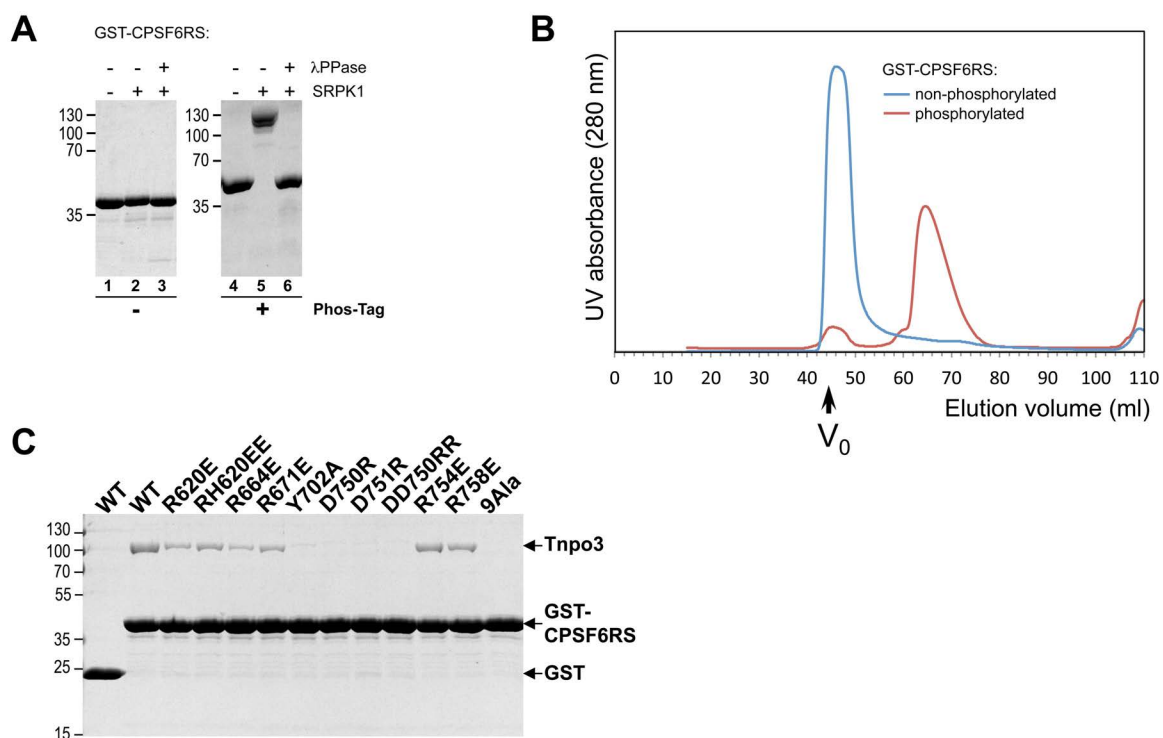 A
GST-CPSF6RS:
- - + - - + λPPase
- + + - + + SRPK1
130
100
70
35
130
100
70
35
1 2 3 4 5 6
- + Phos-Tag
B
UV absorbance (280 nm)
GST-CPSF6RS:
non-phosphorylated
phosphorylated
0 10 20 30 40 50 60 70 80 90 100 110
Elution volume (ml)
V0
C
WT WT R620E RH620EE R664E R671E Y702A D750R D751R DD750RR R754E R758E 9Ala
130
100
70
55
35
25
15
Tnpo3
GST-
CPSF6RS
GST